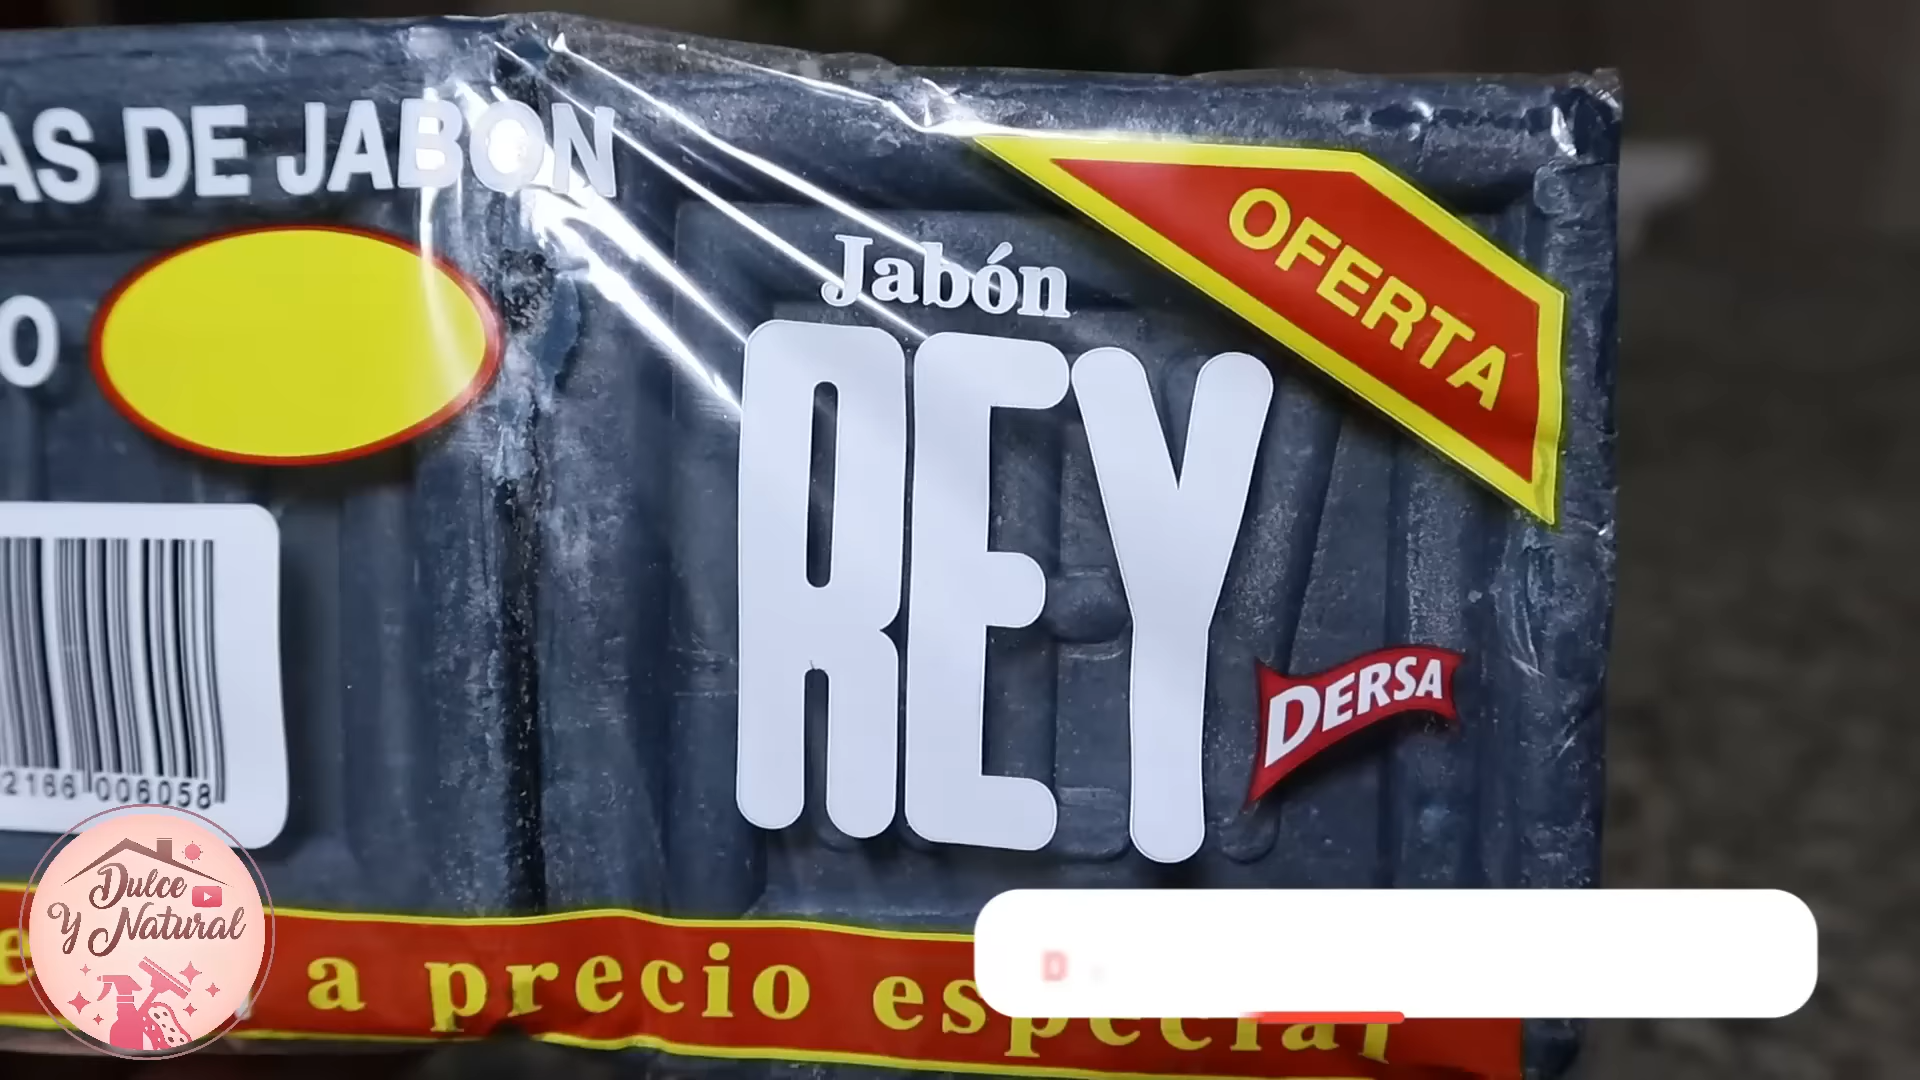 AS DE JABON
O
Jabón
REY
OFERTA
DERSA
2166 006058
a precio especial
Dulce
Y Natural
D